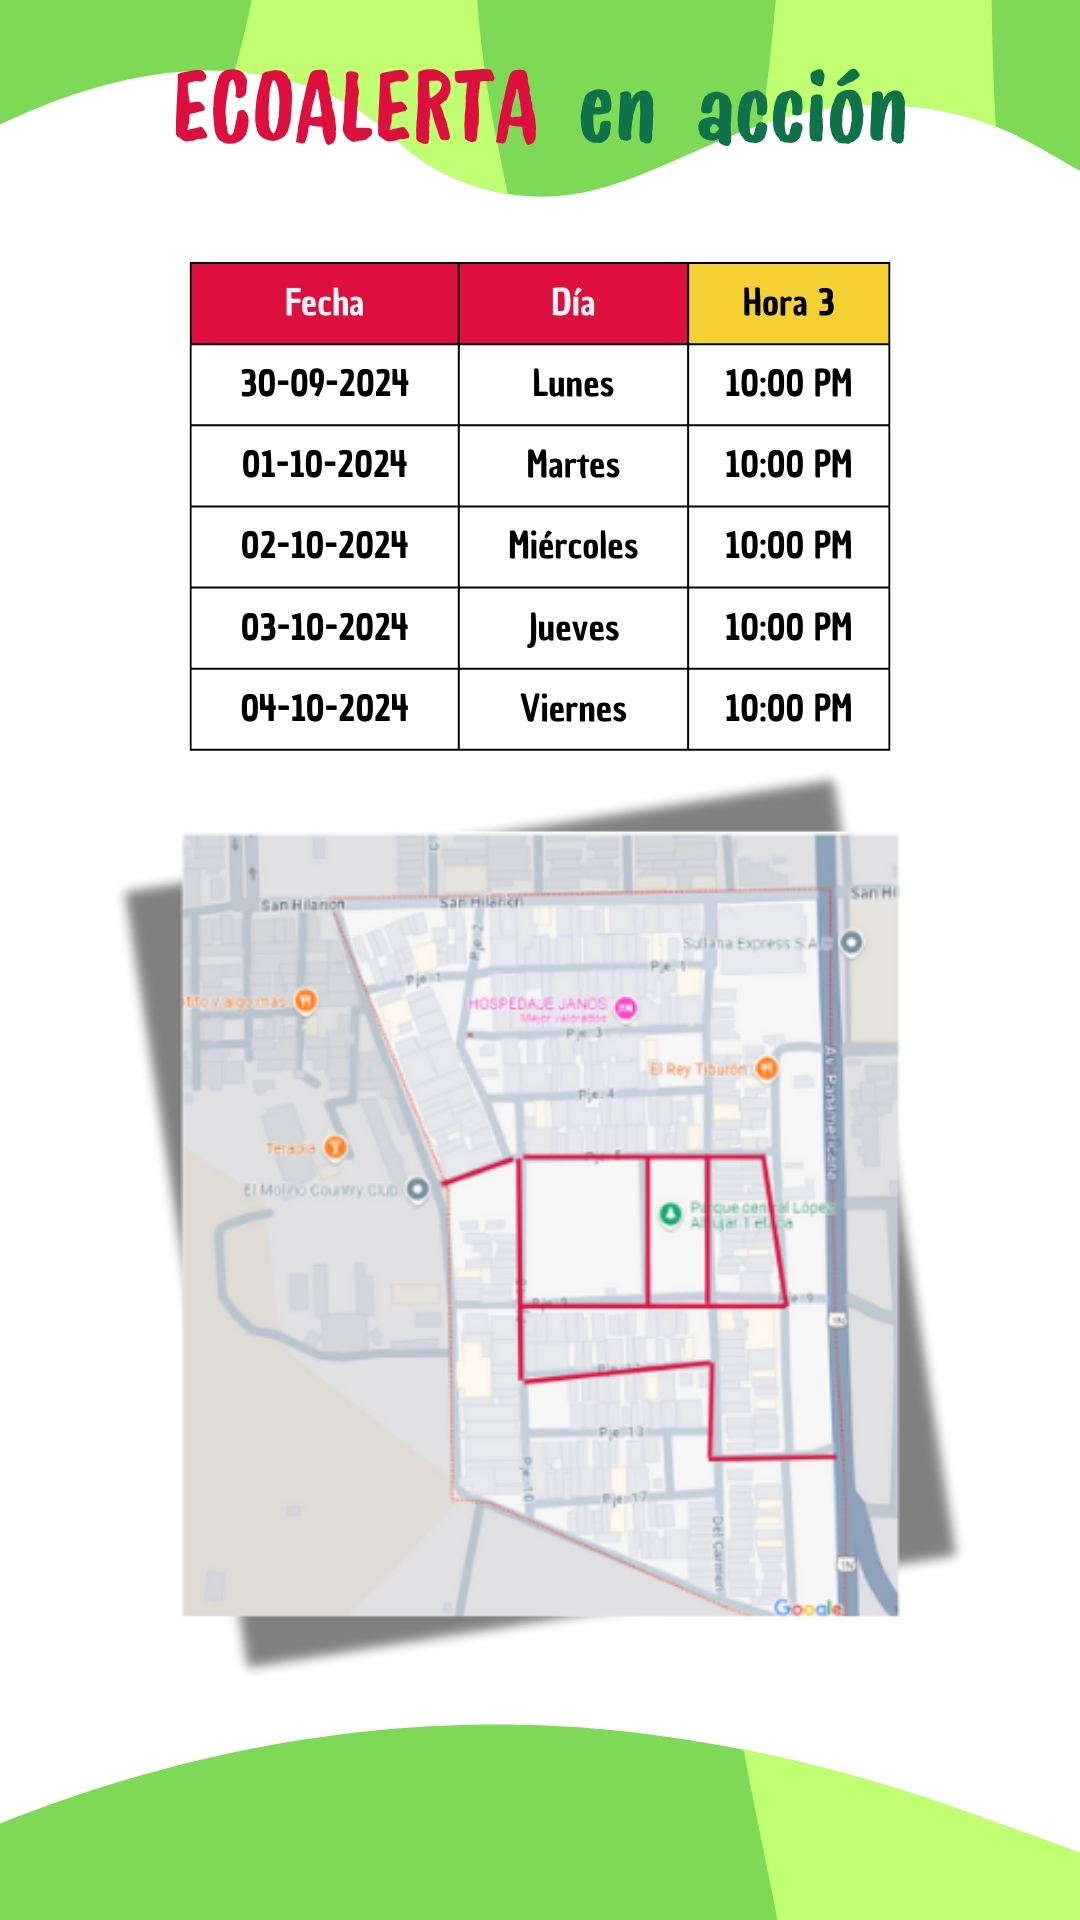 ECOALERTA en acción
Fecha Día Hora 3
30-09-2024 Lunes 10:00 PM
01-10-2024 Martes 10:00 PM
02-10-2024 Miércoles 10:00 PM
03-10-2024 Jueves 10:00 PM
04-10-2024 Viernes 10:00 PM
San Hilarion
San Hilarion
San Hi
Pje. 2
Sullana Express S.A.C
Pje. 1
Pje. 1
tito y algo mas
HOSPEDAJE JANOS
Mejor valorados
Pje. 3
El Rey Tiburón
Av. Panamericana
Pje. 4
Terapia
Pje. 5
El Molino Country Club
Parque central López
Albujar 1 etapa
Pje. 9
Pje. 9
1N
Pje. 13
Pje. 10
Pje. 17
Del Carmen
1N
Google